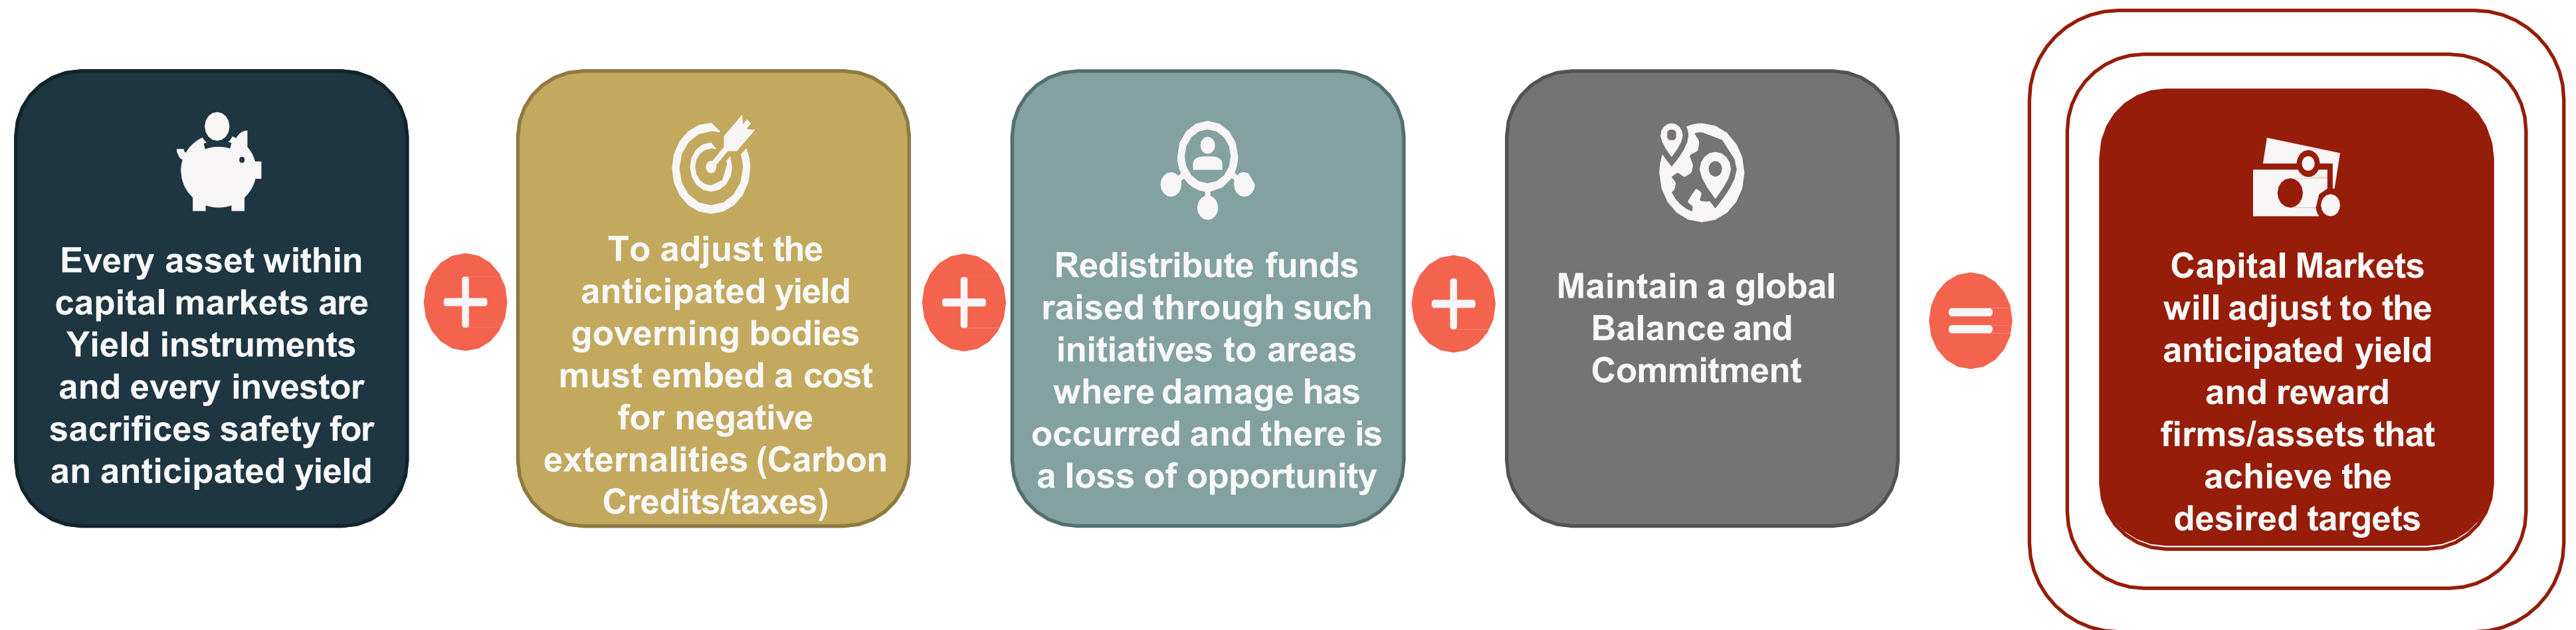 Every asset within
capital markets are
Yield instruments
and every investor
sacrifices safety for
an anticipated yield
To adjust the
anticipated yield
governing bodies
must embed a cost
for negative
externalities (Carbon
Credits/taxes)
Redistribute funds
raised through such
initiatives to areas
where damage has
occurred and there is
a loss of opportunity
Maintain a global
Balance and
Commitment
Capital Markets
will adjust to the
anticipated yield
and reward
firms/assets that
achieve the
desired targets